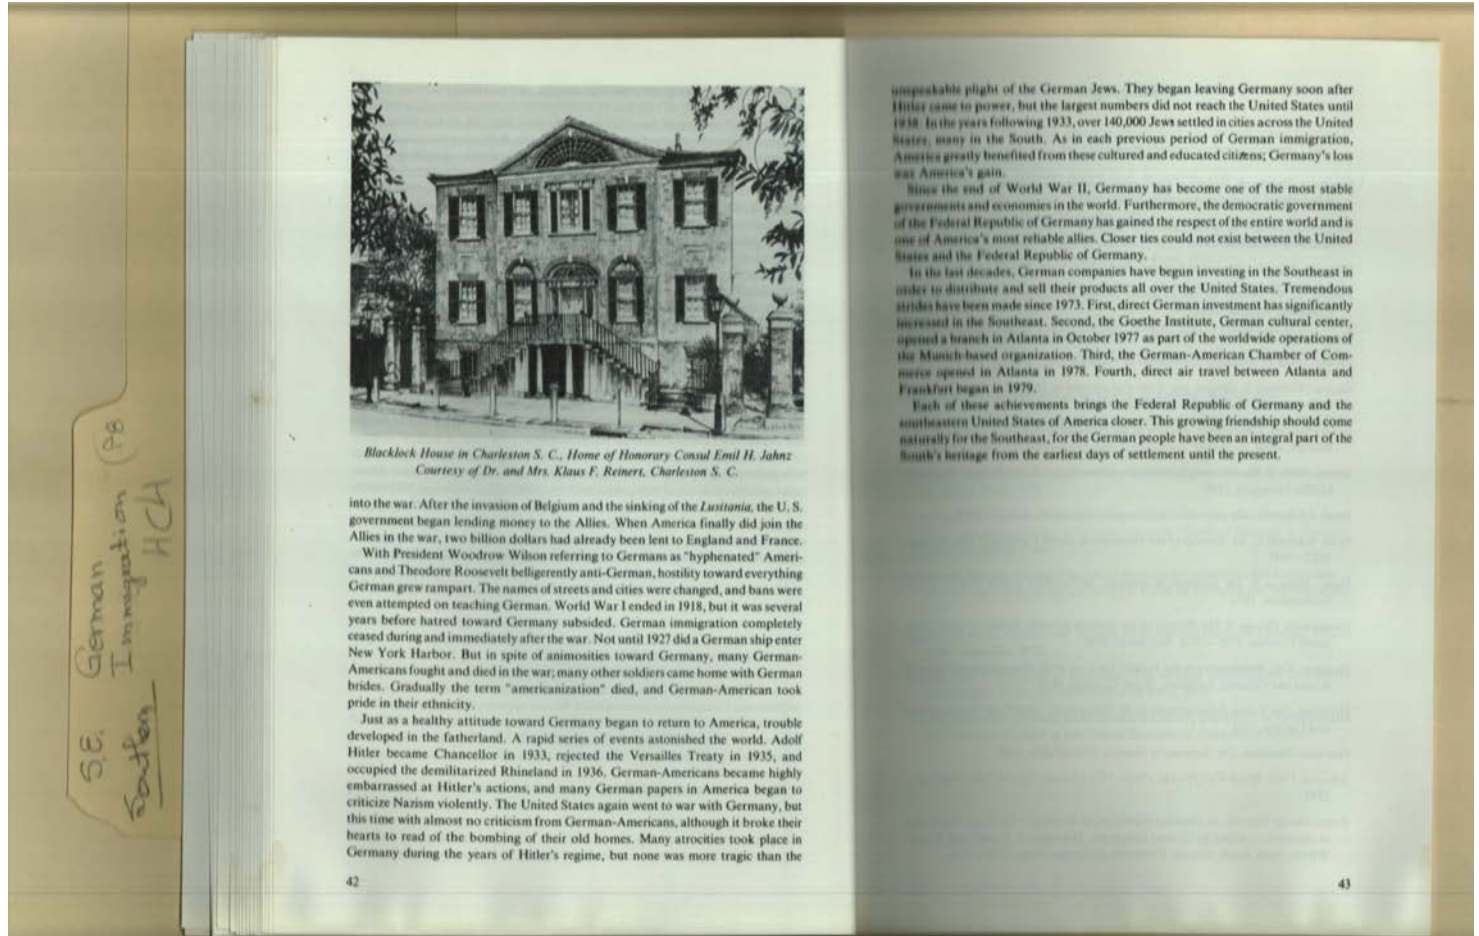 S.E. German
Immigration (P8
Southern HCH
Blacklock House in Charleston S. C., Home of Honorary Consul Emil H. Jahnz
Courtesy of Dr. and Mrs. Klaus F. Reinert, Charleston S. C.
into the war. After the invasion of Belgium and the sinking of the Lusitania, the U. S.
government began lending money to the Allies. When America finally did join the
Allies in the war, two billion dollars had already been lent to England and France.
With President Woodrow Wilson referring to Germans as "hyphenated" Ameri-
cans and Theodore Roosevelt belligerently anti-German, hostility toward everything
German grew rampart. The names of streets and cities were changed, and bans were
even attempted on teaching German. World War I ended in 1918, but it was several
years before hatred toward Germany subsided. German immigration completely
ceased during and immediately after the war. Not until 1927 did a German ship enter
New York Harbor. But in spite of animosities toward Germany, many German-
Americans fought and died in the war; many other soldiers came home with German
brides. Gradually the term "americanization" died, and German-American took
pride in their ethnicity.
Just as a healthy attitude toward Germany began to return to America, trouble
developed in the fatherland. A rapid series of events astonished the world. Adolf
Hitler became Chancellor in 1933, rejected the Versailles Treaty in 1935, and
occupied the demilitarized Rhineland in 1936. German-Americans became highly
embarrassed at Hitler's actions, and many German papers in America began to
criticize Nazism violently. The United States again went to war with Germany, but
this time with almost no criticism from German-Americans, although it broke their
hearts to read of the bombing of their old homes. Many atrocities took place in
Germany during the years of Hitler's regime, but none was more tragic than the
42
unspeakable plight of the German Jews. They began leaving Germany soon after
Hitler came to power, but the largest numbers did not reach the United States until
1938. In the years following 1933, over 140,000 Jews settled in cities across the United
States, many in the South. As in each previous period of German immigration,
America greatly benefited from these cultured and educated citizens; Germany's loss
was America's gain.
Since the end of World War II, Germany has become one of the most stable
governments and economies in the world. Furthermore, the democratic government
of the Federal Republic of Germany has gained the respect of the entire world and is
one of America's most reliable allies. Closer ties could not exist between the United
States and the Federal Republic of Germany.
In the last decades, German companies have begun investing in the Southeast in
order to distribute and sell their products all over the United States. Tremendous
strides have been made since 1973. First, direct German investment has significantly
increased in the Southeast. Second, the Goethe Institute, German cultural center,
opened a branch in Atlanta in October 1977 as part of the worldwide operations of
the Munich-based organization. Third, the German-American Chamber of Com-
merce opened in Atlanta in 1978. Fourth, direct air travel between Atlanta and
Frankfurt began in 1979.
Each of these achievements brings the Federal Republic of Germany and the
southeastern United States of America closer. This growing friendship should come
naturally for the Southeast, for the German people have been an integral part of the
South's heritage from the earliest days of settlement until the present.
43